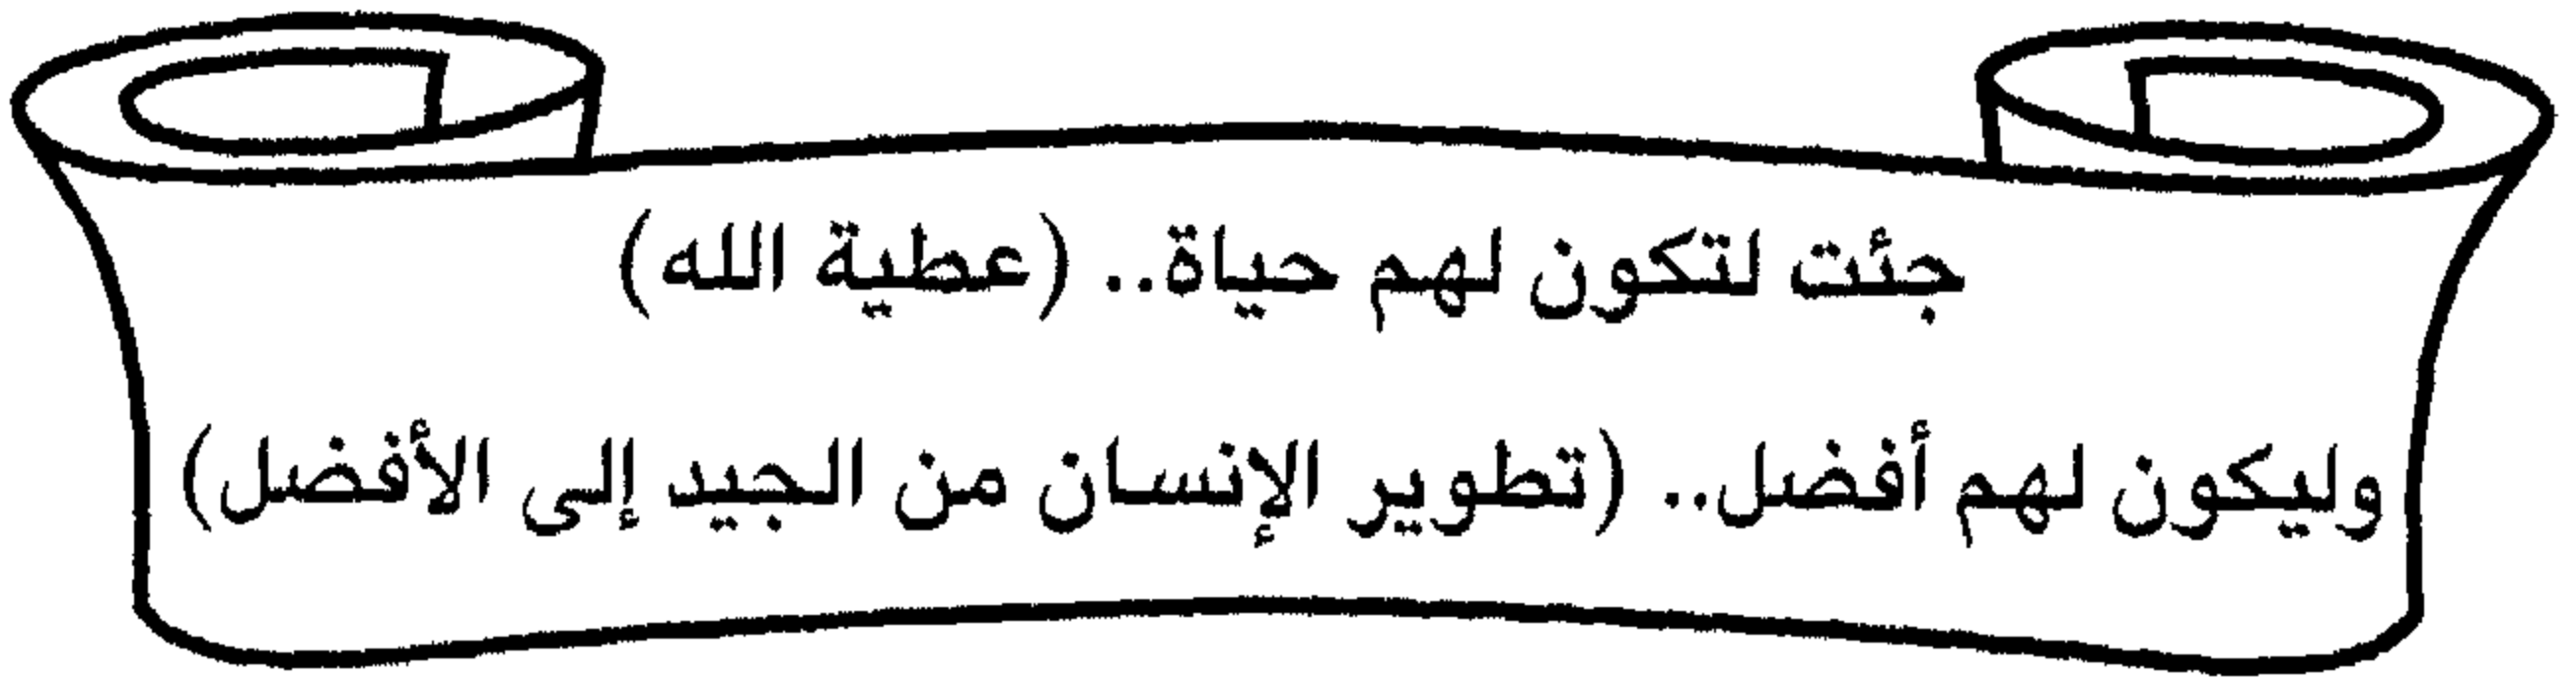 جئت لتكون لهم حياة.. (عطية الله)
وليكون لهم أفضل.. (تطوير الإنسان من الجيد إلى الأفضل)